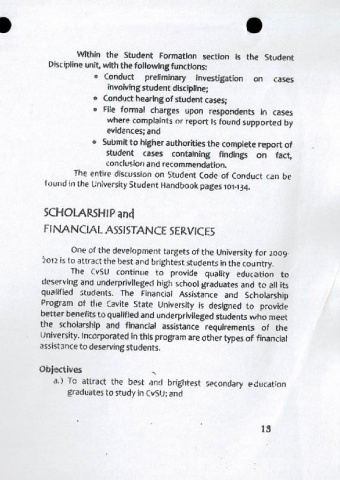 Within the Student Formation section is the Student
Discipline unit, with the following functions:
• Conduct preliminary investigation on cases
involving student discipline;
• Conduct hearing of student cases;
• File formal charges upon respondents in cases
where complaints or report is found supported by
evidences; and
• Submit to higher authorities the complete report of
student cases containing findings on fact,
conclusion and recommendation.
The entire discussion on Student Code of Conduct can be
found in the University Student Handbook pages 101-134.
SCHOLARSHIP and
FINANCIAL ASSISTANCE SERVICES
One of the development targets of the University for 2009-
2012 is to attract the best and brightest students in the country.
The CvSU continue to provide quality education to
deserving and underprivileged high school graduates and to all its
qualified students. The Financial Assistance and Scholarship
Program of the Cavite State University is designed to provide
better benefits to qualified and underprivileged students who meet
the scholarship and financial assistance requirements of the
University. Incorporated in this program are other types of financial
assistance to deserving students.
Objectives
a.) To attract the best and brightest secondary education
graduates to study in CvSU; and
13